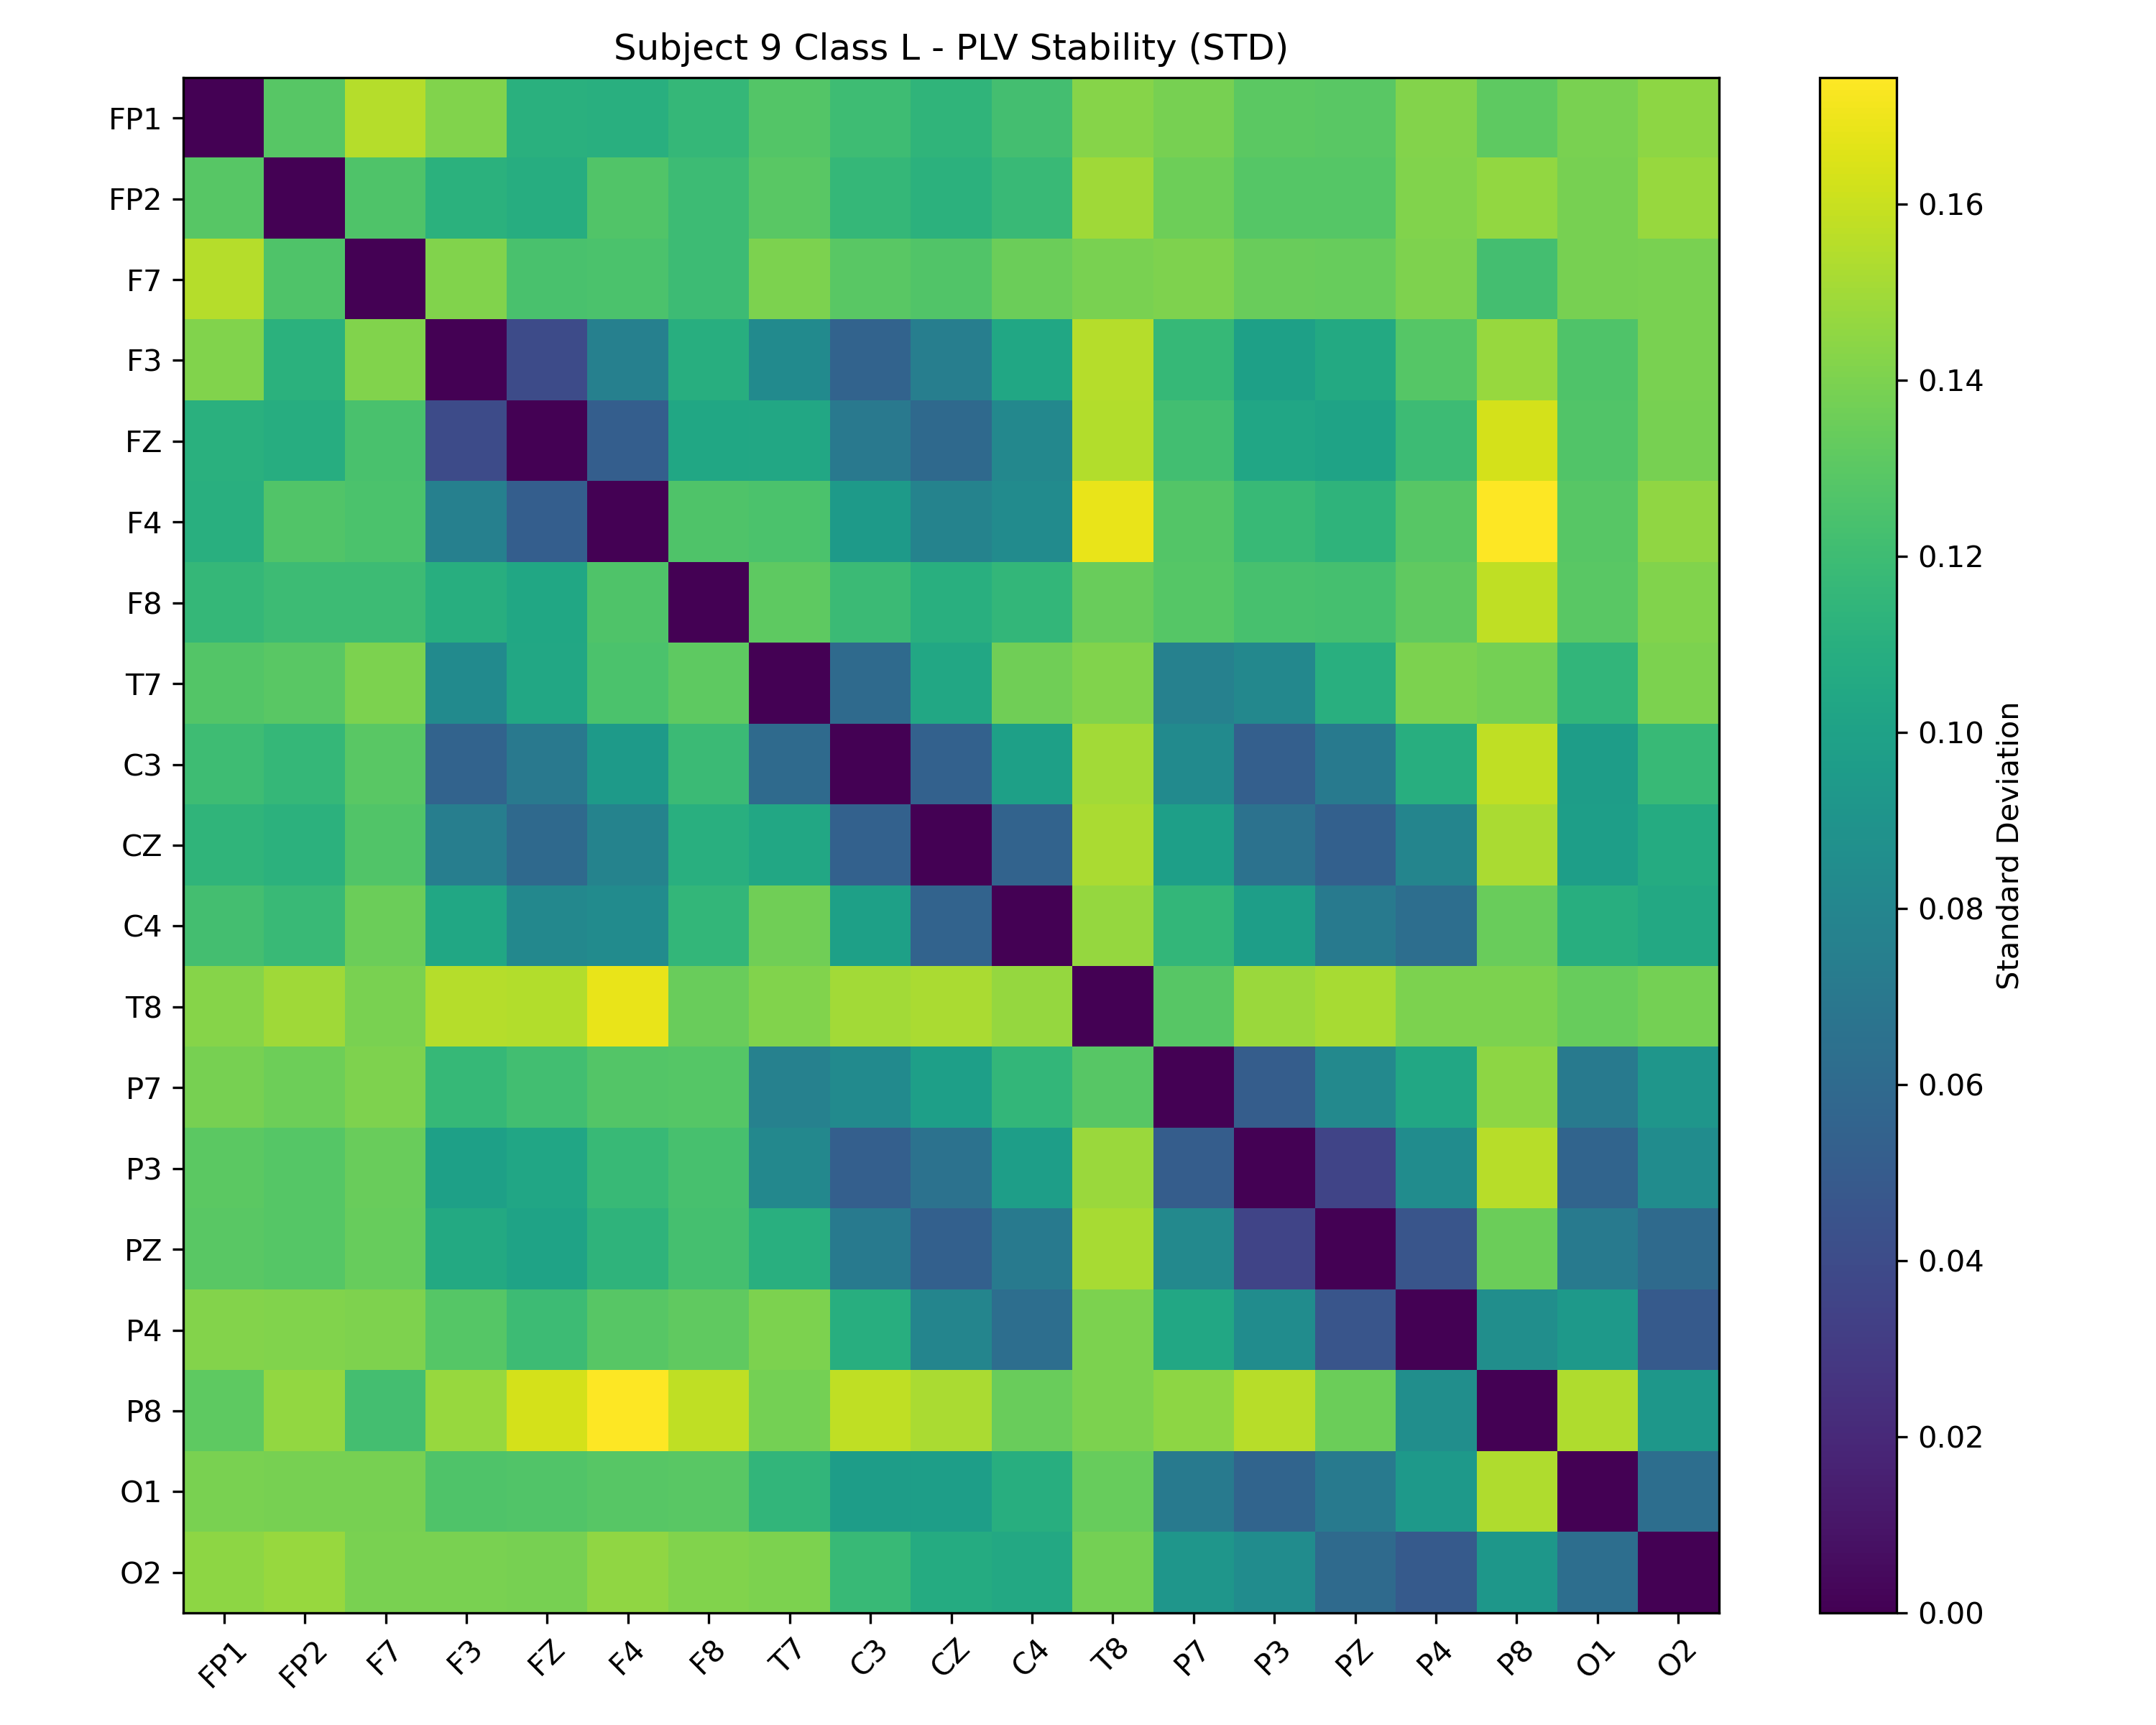 Subject 9 Class L - PLV Stability (STD)
FP1
FP2
F7
F3
FZ
F4
F8
T7
C3
CZ
C4
T8
P7
P3
PZ
P4
P8
O1
O2
FP1 FP2 F7 F3 FZ F4 F8 T7 C3 CZ C4 T8 P7 P3 PZ P4 P8 O1 O2
0.16
0.14
0.12
0.10
0.08
0.06
0.04
0.02
0.00
Standard Deviation